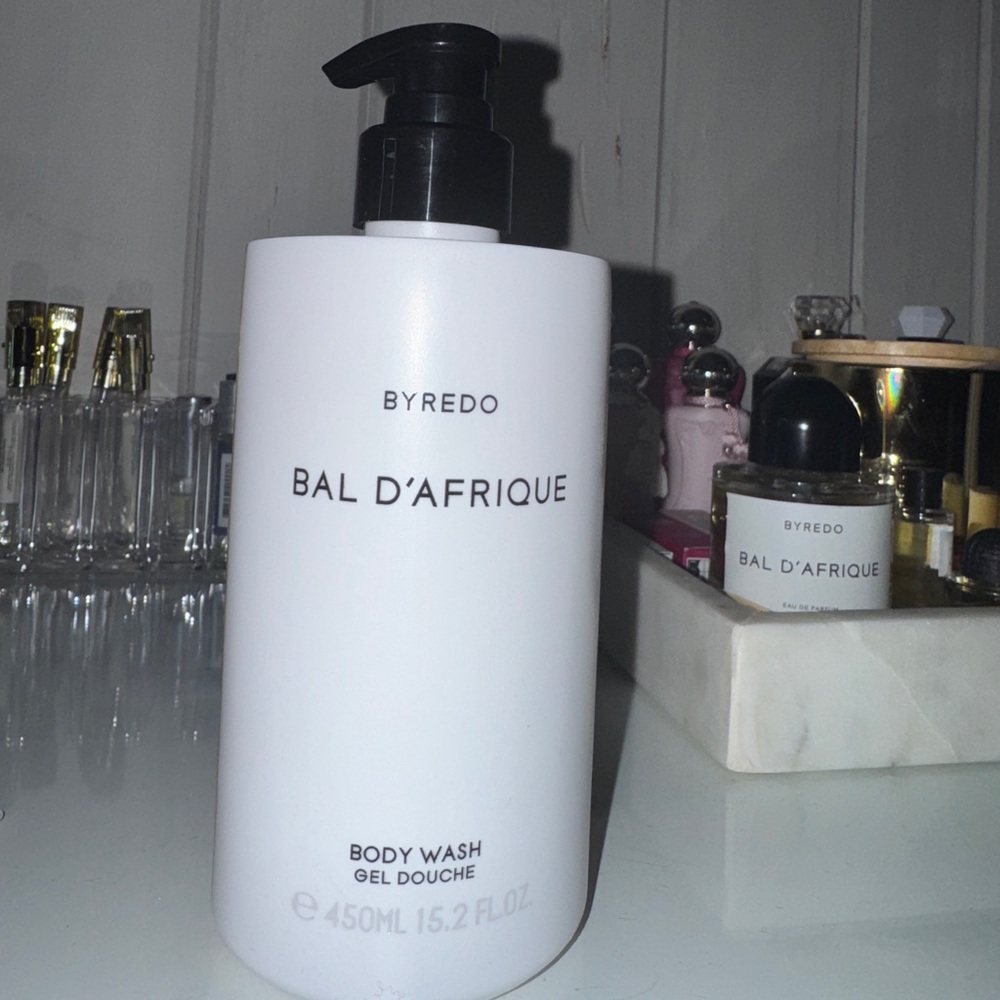 BYREDO
BAL D'AFRIQUE
BODY WASH
GEL DOUCHE
℮ 450ML 15.2 FL.OZ.
BYREDO
BAL D'AFRIQUE
EAU DE PARFUM